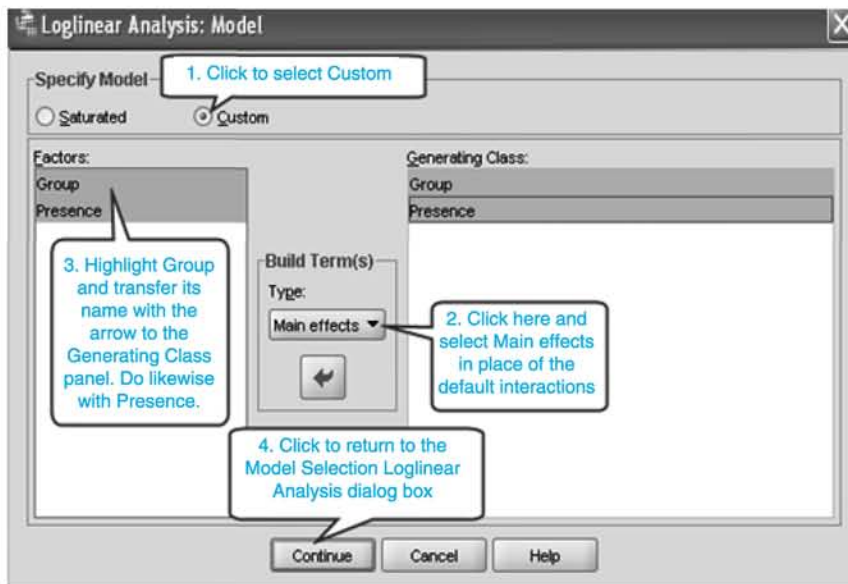 Loglinear Analysis: Model
X
Specify Model
1. Click to select Custom
Saturated
Custom
Factors:
Group
Presence
3. Highlight Group
and transfer its
name with the
arrow to the
Generating Class
panel. Do likewise
with Presence.
Build Term(s)
Type:
Main effects
Generating Class:
Group
Presence
2. Click here and
select Main effects
in place of the
default interactions
4. Click to return to the
Model Selection Loglinear
Analysis dialog box
Continue
Cancel
Help